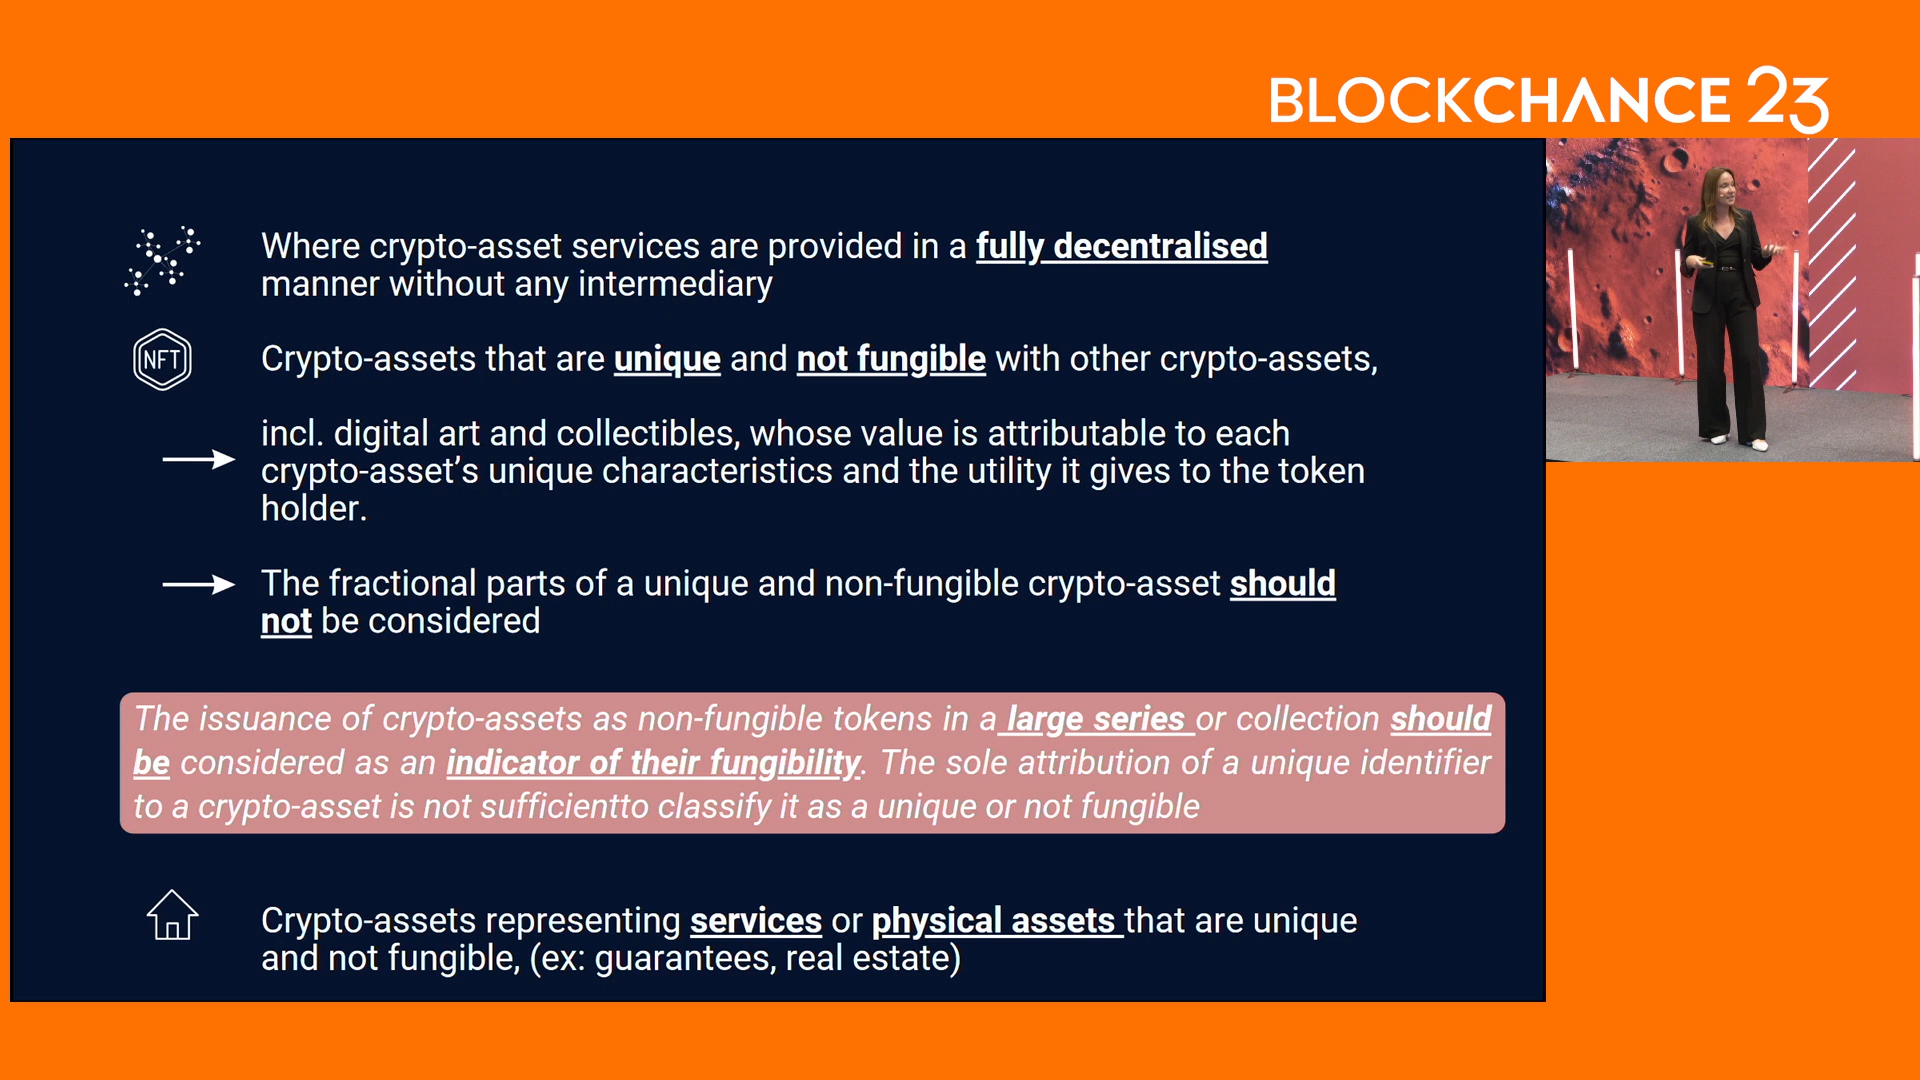 BLOCKCHANCE 23
Where crypto-asset services are provided in a fully decentralised
manner without any intermediary
NFT
Crypto-assets that are unique and not fungible with other crypto-assets,
incl. digital art and collectibles, whose value is attributable to each
crypto-asset’s unique characteristics and the utility it gives to the token
holder.
The fractional parts of a unique and non-fungible crypto-asset should
not be considered
The issuance of crypto-assets as non-fungible tokens in a large series or collection should
be considered as an indicator of their fungibility. The sole attribution of a unique identifier
to a crypto-asset is not sufficientto classify it as a unique or not fungible
Crypto-assets representing services or physical assets that are unique
and not fungible, (ex: guarantees, real estate)